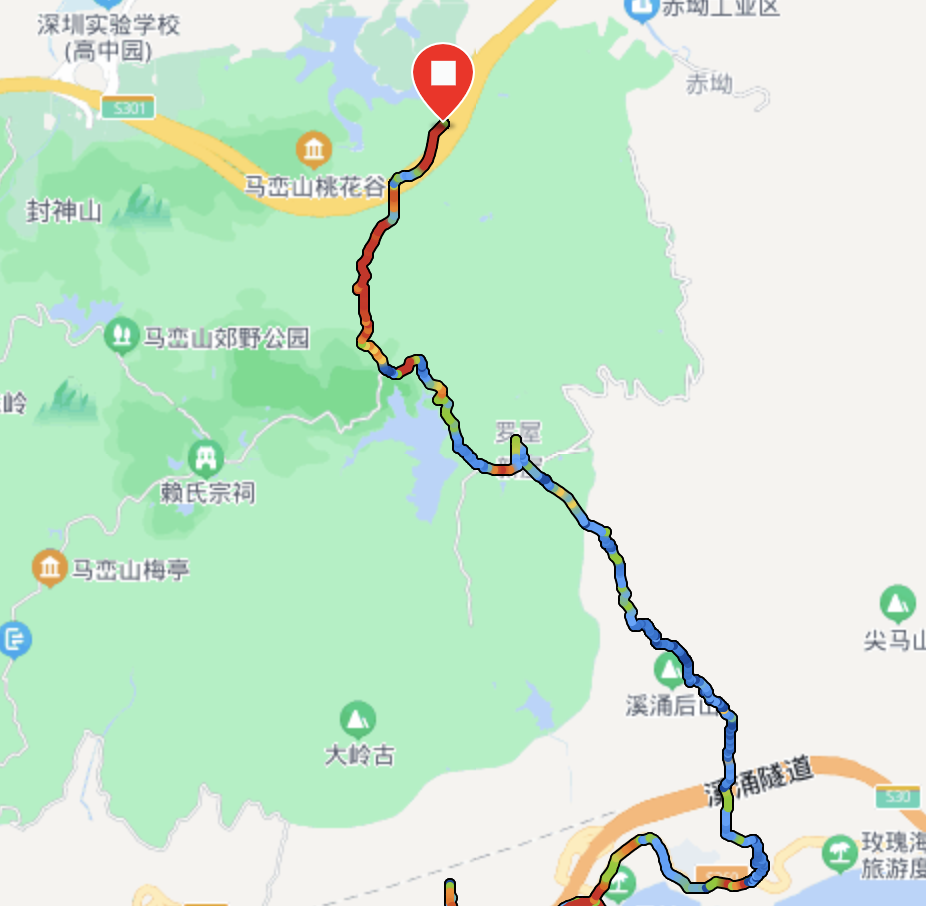 深圳实验学校
(高中园)
赤坳工业区
赤坳
S301
马峦山桃花谷
封神山
马峦山郊野公园
岭
罗屋
新屋
赖氏宗祠
马峦山梅亭
尖马山
溪涌后山
大岭古
溪涌隧道
S30
玫瑰海
旅游度